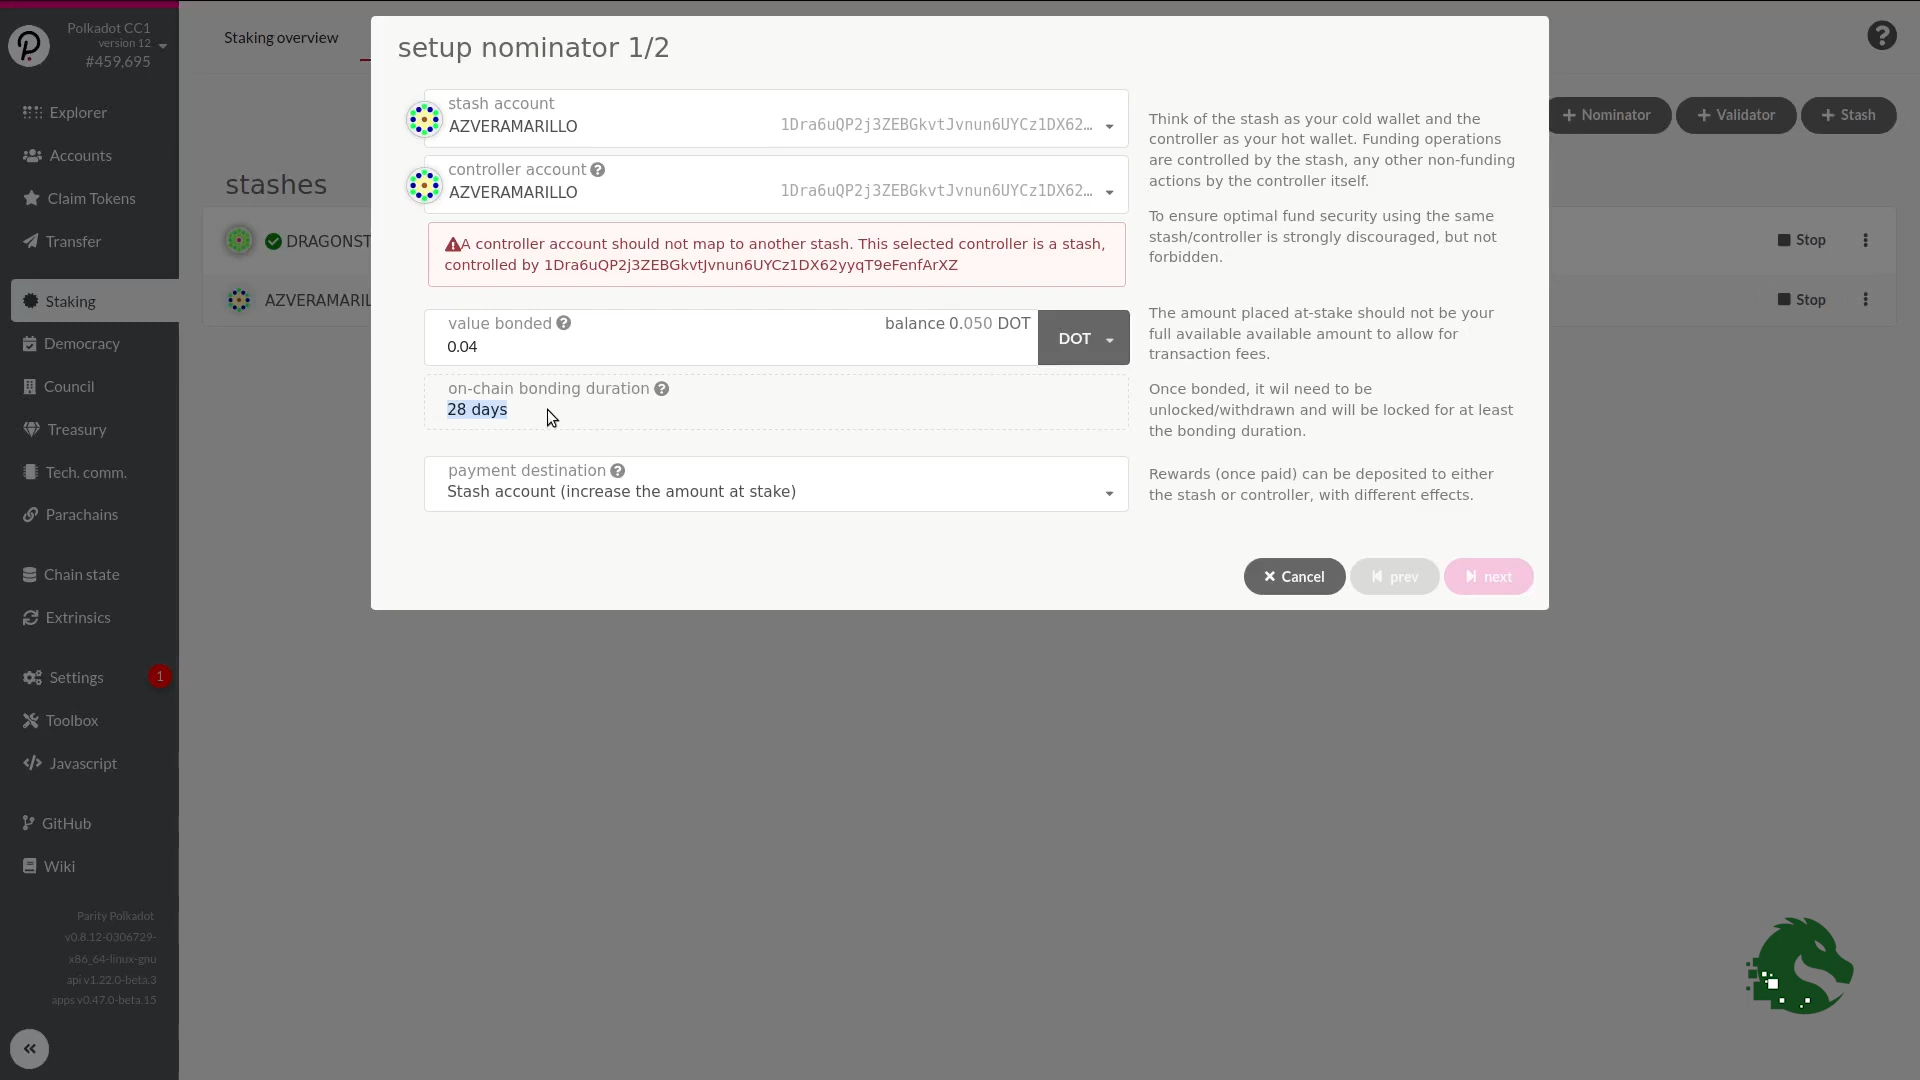 Polkadot CC1
version 12
#459,695
Explorer
Accounts
Claim Tokens
Transfer
Staking
Democracy
Council
Treasury
Tech. comm.
Parachains
Chain state
Extrinsics
Settings
1
Toolbox
Javascript
GitHub
Wiki
Parity Polkadot
v0.8.12-0306729-
x86_64-linux-gnu
api v1.22.0-beta.3
apps v0.47.0-beta.15
Staking overview
Nominator
Validator
Stash
stashes
DRAGONST
Stop
AZVERAMARIL
Stop
setup nominator 1/2
stash account
AZVERAMARILLO 1Dra6uQP2j3ZEBGkvtJvnun6UYCz1DX62…
controller account
AZVERAMARILLO 1Dra6uQP2j3ZEBGkvtJvnun6UYCz1DX62…
A controller account should not map to another stash. This selected controller is a stash,
controlled by 1Dra6uQP2j3ZEBGkvtJvnun6UYCz1DX62yyqT9eFenfArXZ
value bonded balance 0.050 DOT
0.04
DOT
on-chain bonding duration
28 days
payment destination
Stash account (increase the amount at stake)
Think of the stash as your cold wallet and the
controller as your hot wallet. Funding operations
are controlled by the stash, any other non-funding
actions by the controller itself.
To ensure optimal fund security using the same
stash/controller is strongly discouraged, but not
forbidden.
The amount placed at-stake should not be your
full available available amount to allow for
transaction fees.
Once bonded, it wil need to be
unlocked/withdrawn and will be locked for at least
the bonding duration.
Rewards (once paid) can be deposited to either
the stash or controller, with different effects.
Cancel
prev
next